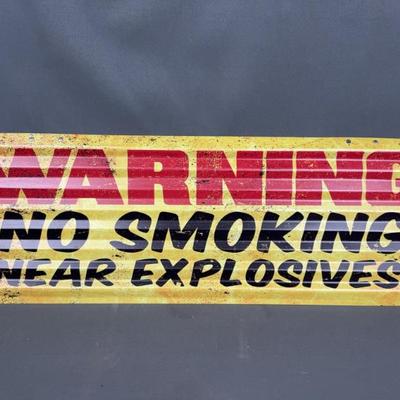 WARNING
NO SMOKING
NEAR EXPLOSIVES